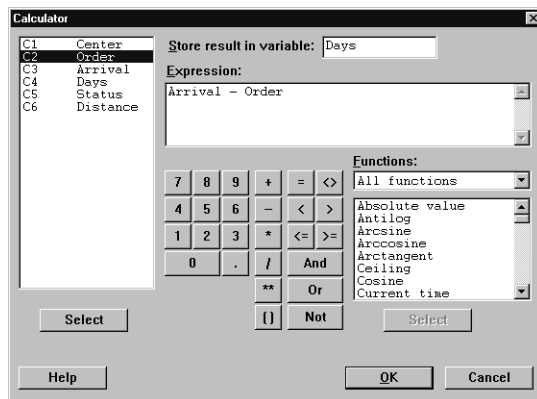 Calculator
C1 Center
C2 Order
C3 Arrival
C4 Days
C5 Status
C6 Distance
Select
Store result in variable: Days
Expression:
Arrival - Order
7 8 9 + = <>
4 5 6 - < >
1 2 3 * <= >=
0 . / And
** Or
() Not
Functions:
All functions
Absolute value
Antilog
Arcsine
Arccosine
Arctangent
Ceiling
Cosine
Current time
Select
Help
OK
Cancel